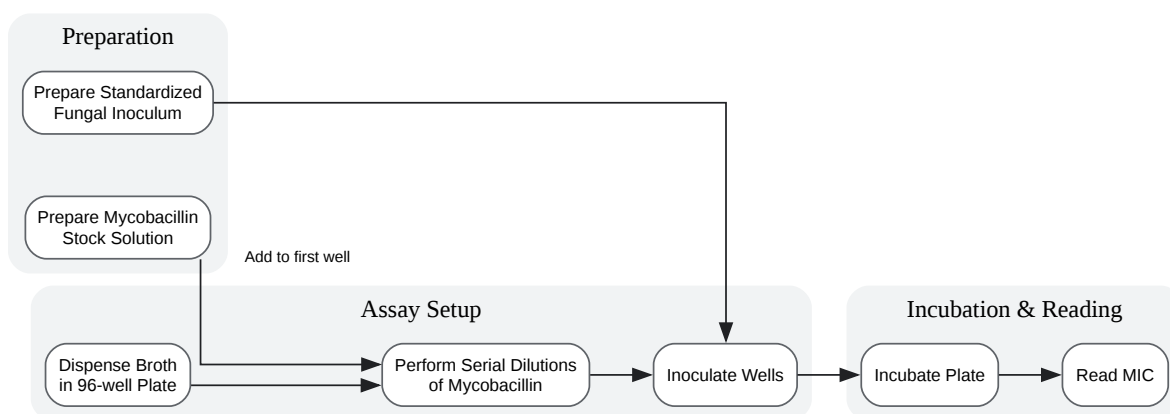 Preparation
Prepare Standardized
Fungal Inoculum
Prepare Mycobacillin
Stock Solution
Add to first well
Assay Setup
Dispense Broth
in 96-well Plate
Perform Serial Dilutions
of Mycobacillin
Inoculate Wells
Incubation & Reading
Incubate Plate
Read MIC